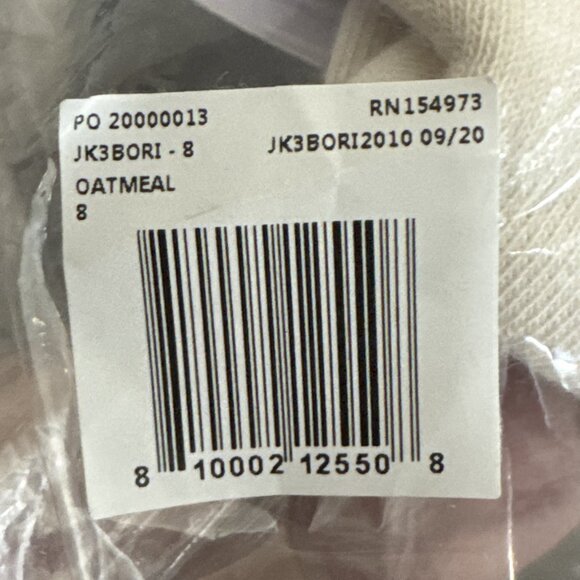 PO 20000013 RN154973
JK3BORI - 8 JK3BORI2010 09/20
OATMEAL
8
8 10002 12550 8